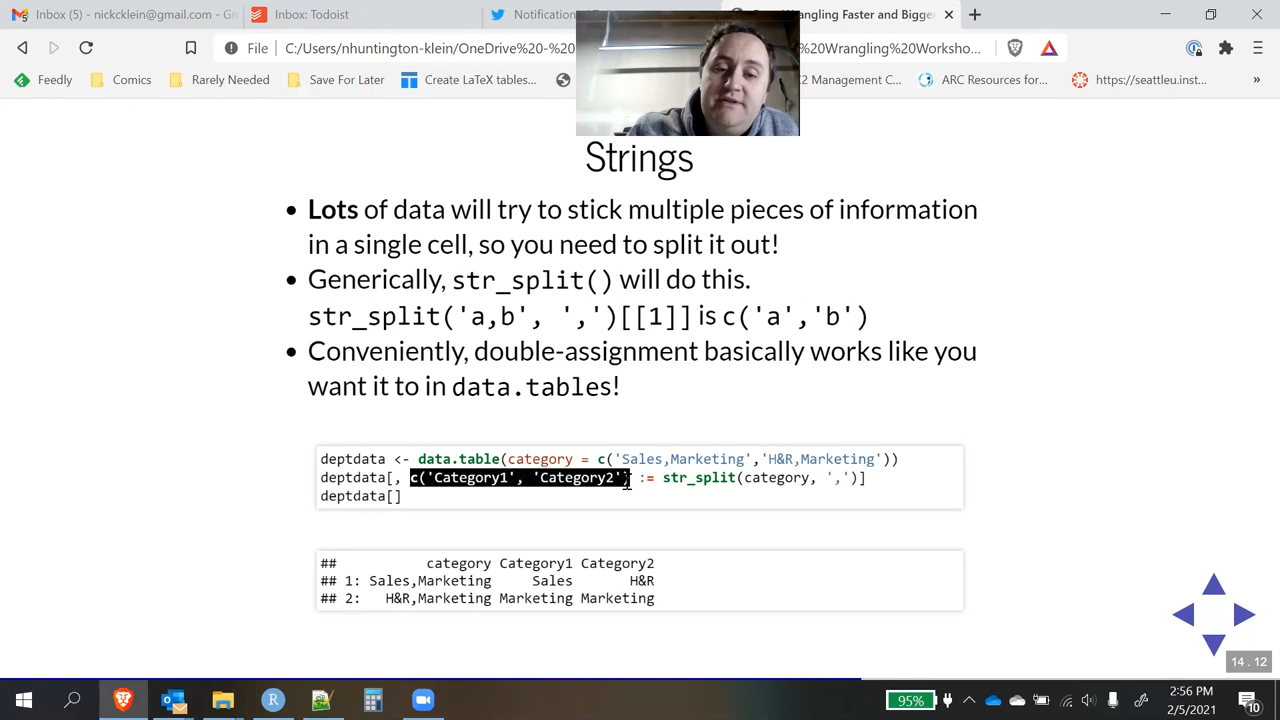 Inbox (5) - nickcklein@gmail.com - Gn
Inbox: Todoist
Notification
Wrangling Faster and Bigger
File
C:/Users/nhuntington-klein/OneDrive%20-%20
%20Wrangling%20Worksho...
Feedly
Comics
Rarely Needed
Save For Later
Create LaTeX tables...
C2 Management C...
ARC Resources for...
https://seattleu.inst...
»
Strings
• Lots of data will try to stick multiple pieces of information
in a single cell, so you need to split it out!
• Generically, str_split() will do this.
str_split('a,b', ',')[[1]] is c('a','b')
• Conveniently, double-assignment basically works like you
want it to in data.tables!
deptdata <- data.table(category = c('Sales,Marketing','H&R,Marketing'))
deptdata[, c('Category1', 'Category2') := str_split(category, ',')]
deptdata[]
## category Category1 Category2
## 1: Sales,Marketing Sales H&R
## 2: H&R,Marketing Marketing Marketing
14.12
95%
2:56 PM
2/5/2021
10